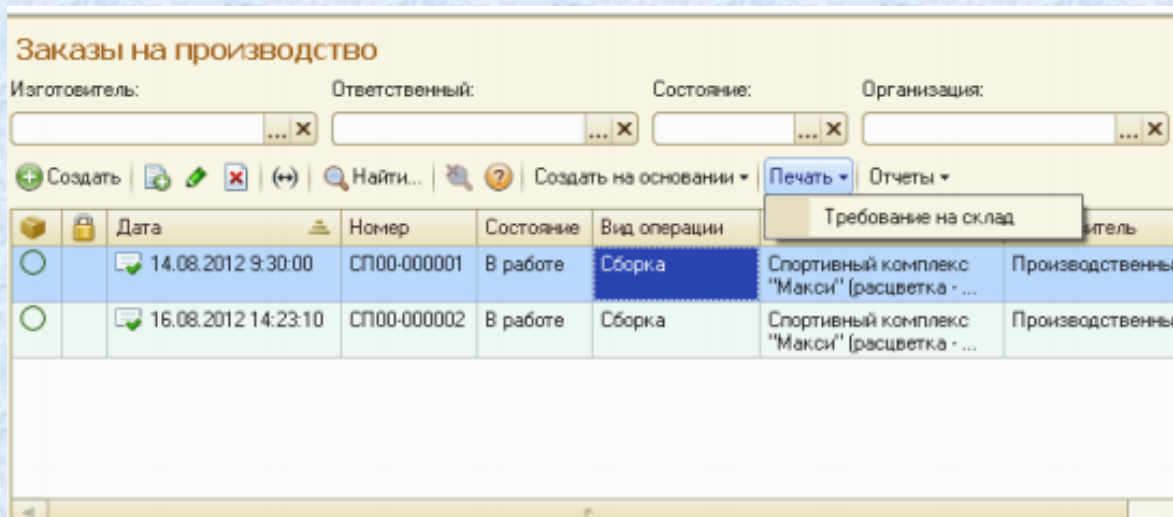 Заказы на производство
Изготовитель: Ответственный: Состояние: Организация:
... x ... x ... x ... x
Создать Найти... Создать на основании Печать Отчеты
Требование на склад
Дата Номер Состояние Вид операции
14.08.2012 9:30:00 СП00-000001 В работе Сборка Спортивный комплекс Производственны
"Макси" (расцветка - ...
16.08.2012 14:23:10 СП00-000002 В работе Сборка Спортивный комплекс Производственны
"Макси" (расцветка - ...